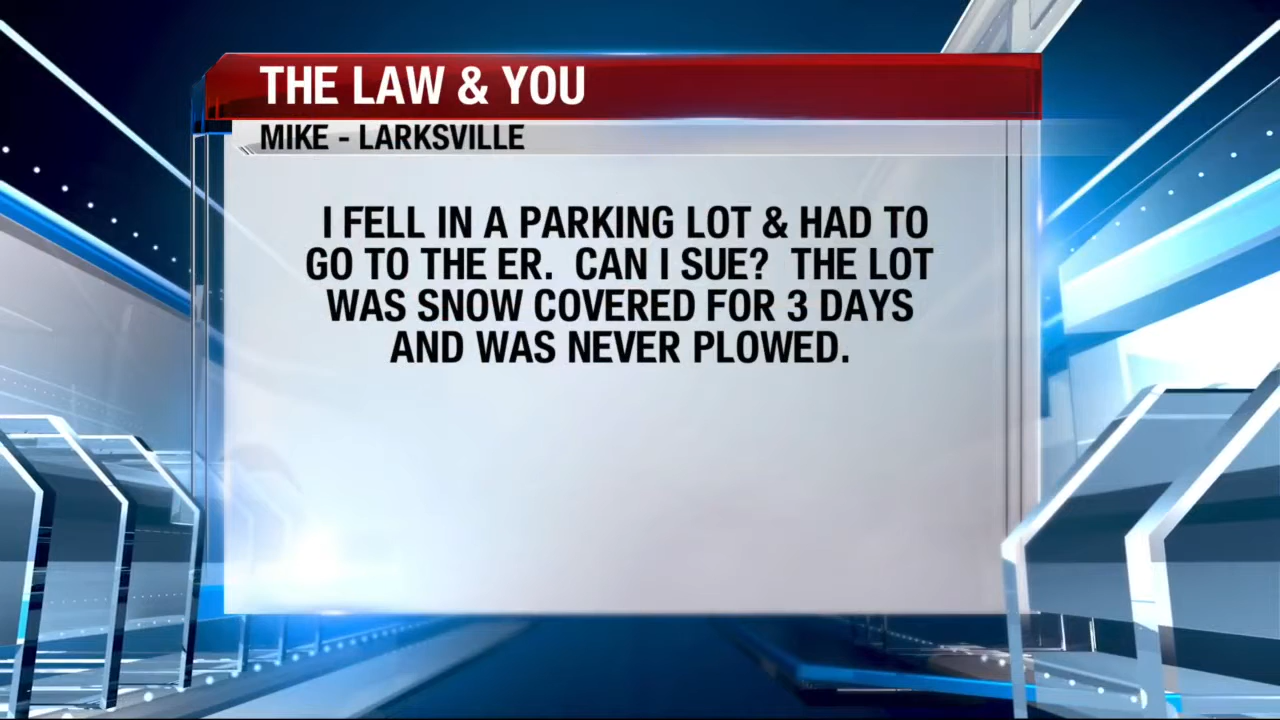 THE LAW & YOU
MIKE - LARKSVILLE
I FELL IN A PARKING LOT & HAD TO
GO TO THE ER.  CAN I SUE?  THE LOT
WAS SNOW COVERED FOR 3 DAYS
AND WAS NEVER PLOWED.